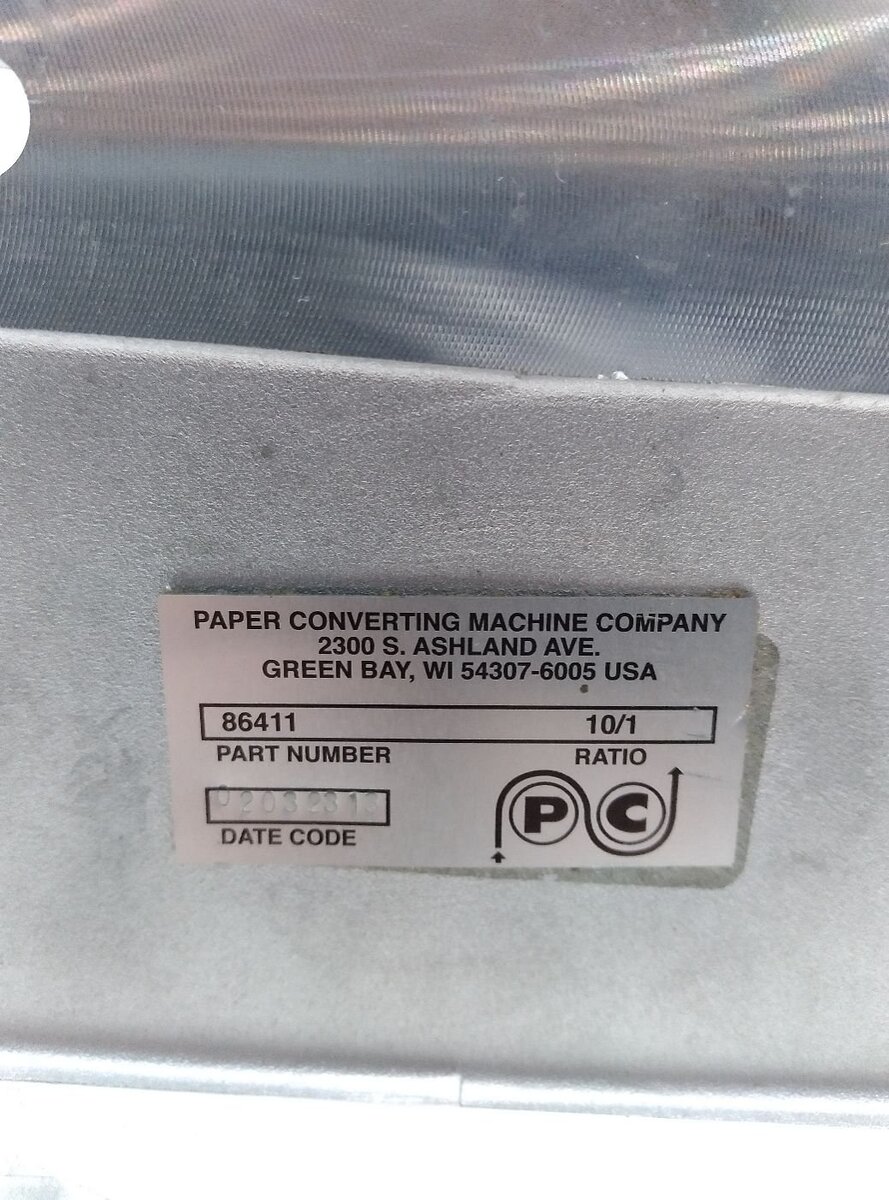 PAPER CONVERTING MACHINE COMPANY
2300 S. ASHLAND AVE.
GREEN BAY, WI 54307-6005 USA
86411 10/1
PART NUMBER RATIO
DATE CODE
P C